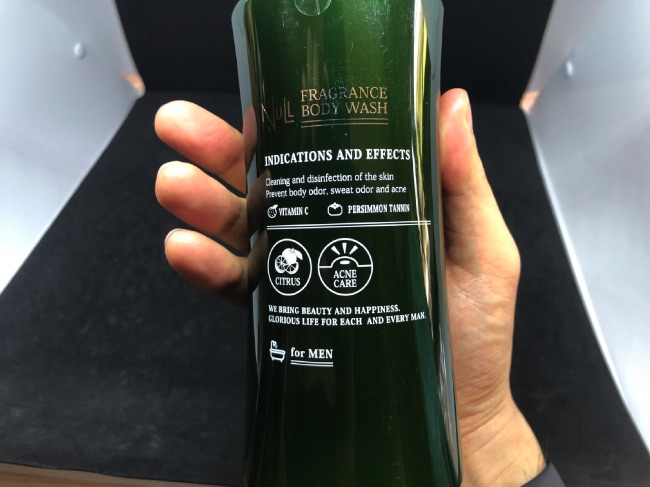 NULL FRAGRANCE
BODY WASH
INDICATIONS AND EFFECTS
Cleaning and disinfection of the skin
Prevent body odor, sweat odor and acne
VITAMIN C PERSIMMON TANNIN
CITRUS
ACNE
CARE
WE BRING BEAUTY AND HAPPINESS.
GLORIOUS LIFE FOR EACH AND EVERY MAN.
for MEN